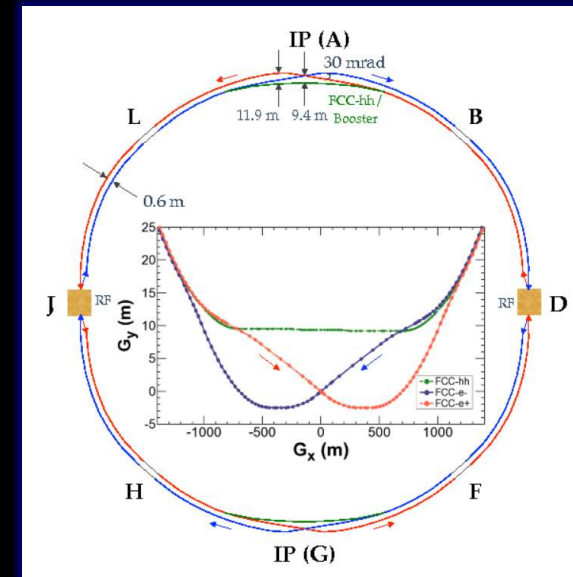 IP (A)
30 mrad
11.9 m 9.4 m
FCC-hh/
Booster
L
B
0.6 m
J
RF
RF
D
25
20
15
10
5
0
-5
Gy (m)
-1000 -500 0 500 1000
Gx (m)
FCC-hh
FCC-e-
FCC-e+
H
F
IP (G)